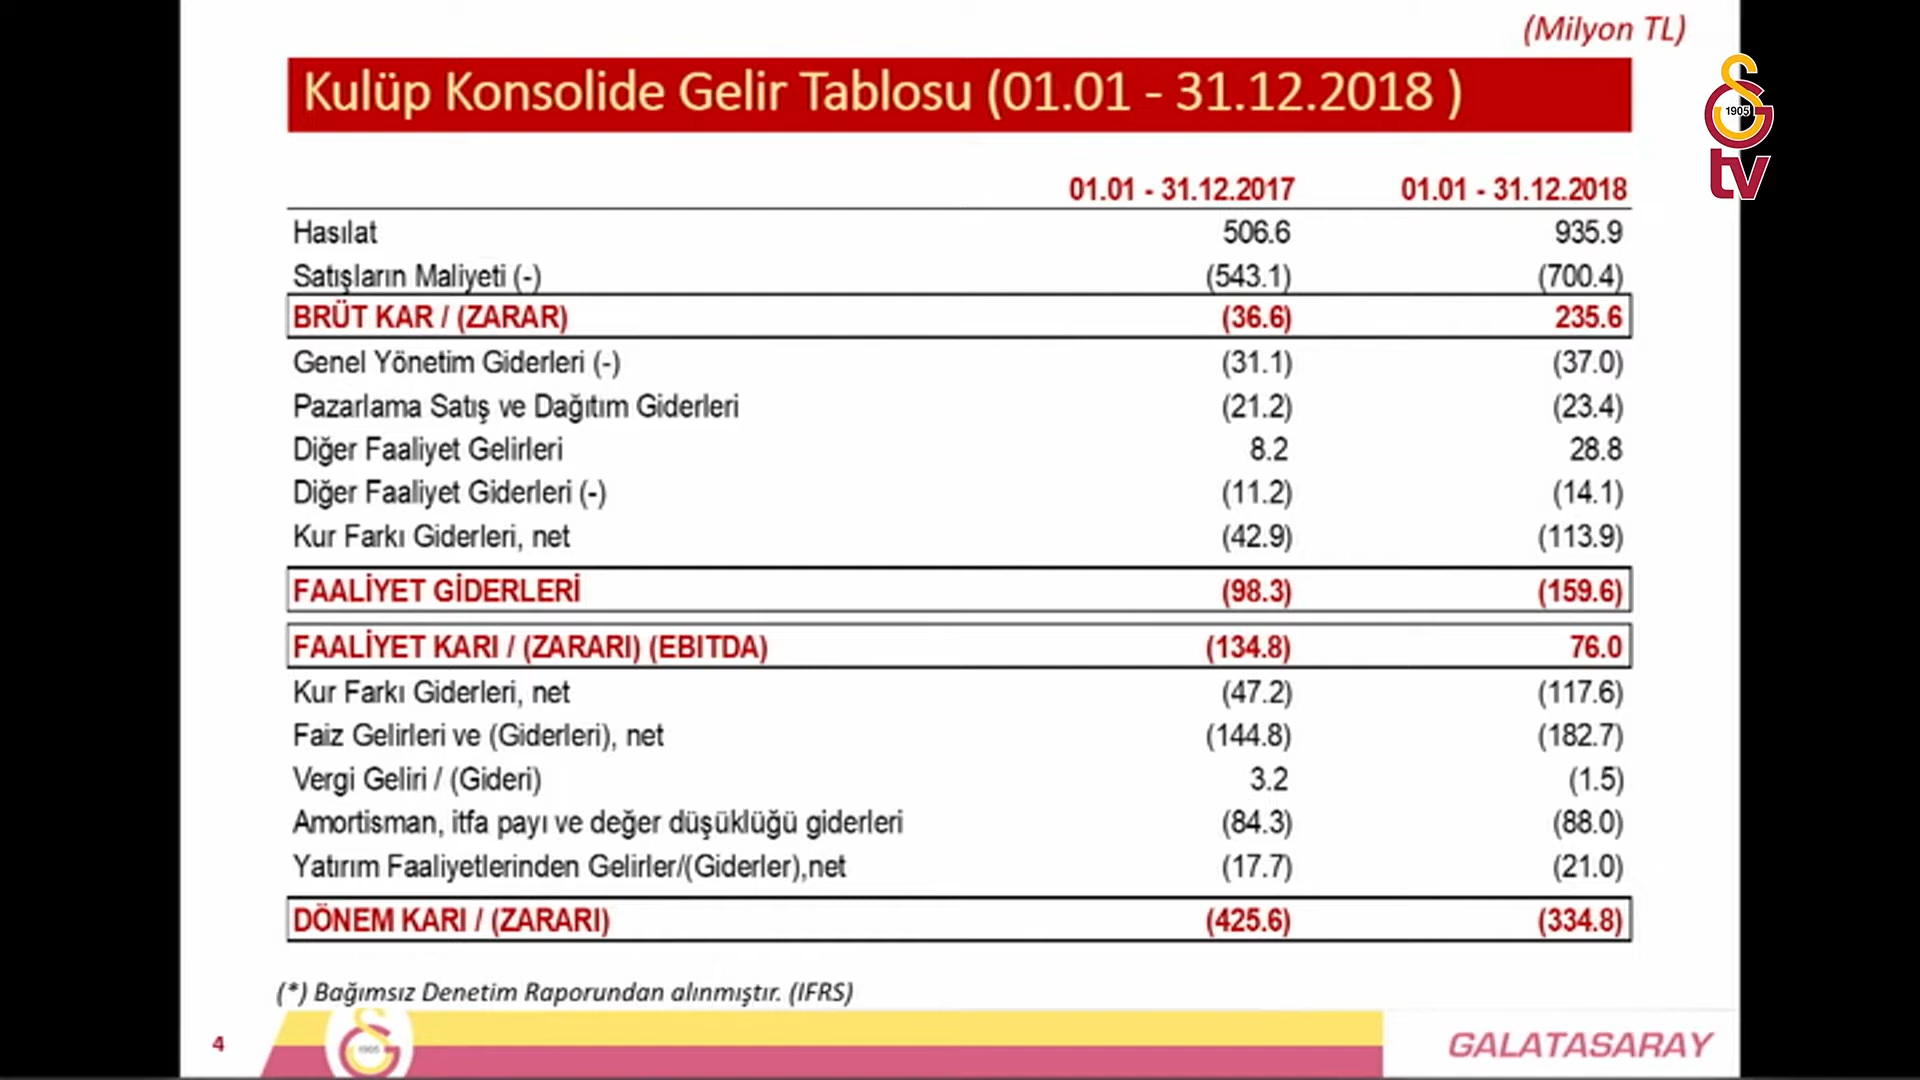 (Milyon TL)
Kulüp Konsolide Gelir Tablosu (01.01 - 31.12.2018 )
1905
tv
01.01 - 31.12.2017 01.01 - 31.12.2018
Hasılat 506.6 935.9
Satışların Maliyeti (-) (543.1) (700.4)
BRÜT KAR / (ZARAR) (36.6) 235.6
Genel Yönetim Giderleri (-) (31.1) (37.0)
Pazarlama Satış ve Dağıtım Giderleri (21.2) (23.4)
Diğer Faaliyet Gelirleri 8.2 28.8
Diğer Faaliyet Giderleri (-) (11.2) (14.1)
Kur Farkı Giderleri, net (42.9) (113.9)
FAALİYET GİDERLERİ (98.3) (159.6)
FAALİYET KARI / (ZARARI) (EBITDA) (134.8) 76.0
Kur Farkı Giderleri, net (47.2) (117.6)
Faiz Gelirleri ve (Giderleri), net (144.8) (182.7)
Vergi Geliri / (Gideri) 3.2 (1.5)
Amortisman, itfa payı ve değer düşüklüğü giderleri (84.3) (88.0)
Yatırım Faaliyetlerinden Gelirler/(Giderler),net (17.7) (21.0)
DÖNEM KARI / (ZARARI) (425.6) (334.8)
(*) Bağımsız Denetim Raporundan alınmıştır. (IFRS)
4
1905
GALATASARAY